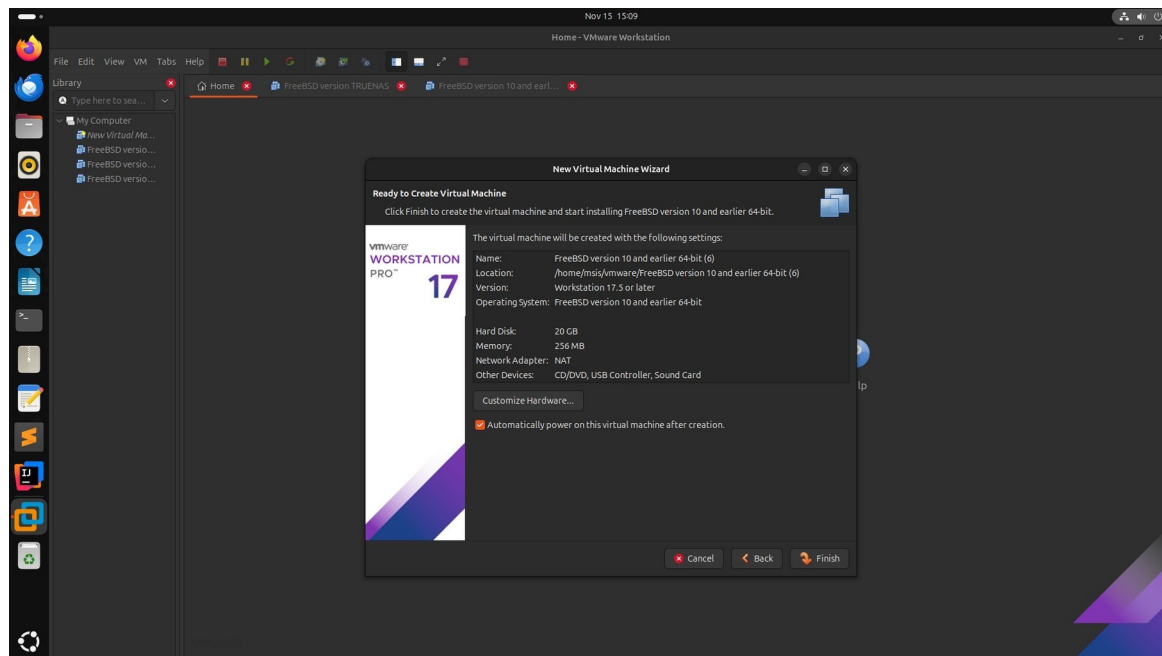 Nov 15 15:09
Home - VMware Workstation
File Edit View VM Tabs Help
Library
Home
FreeBSD version TRUENAS
FreeBSD version 10 and earl...
Type here to sea...
My Computer
New Virtual Ma...
FreeBSD versio...
FreeBSD versio...
FreeBSD versio...
New Virtual Machine Wizard
Ready to Create Virtual Machine
Click Finish to create the virtual machine and start installing FreeBSD version 10 and earlier 64-bit.
vmware
WORKSTATION
PRO™
17
The virtual machine will be created with the following settings:
Name: FreeBSD version 10 and earlier 64-bit (6)
Location: /home/msis/vmware/FreeBSD version 10 and earlier 64-bit (6)
Version: Workstation 17.5 or later
Operating System: FreeBSD version 10 and earlier 64-bit
Hard Disk: 20 GB
Memory: 256 MB
Network Adapter: NAT
Other Devices: CD/DVD, USB Controller, Sound Card
lp
Customize Hardware...
Automatically power on this virtual machine after creation.
Cancel
Back
Finish